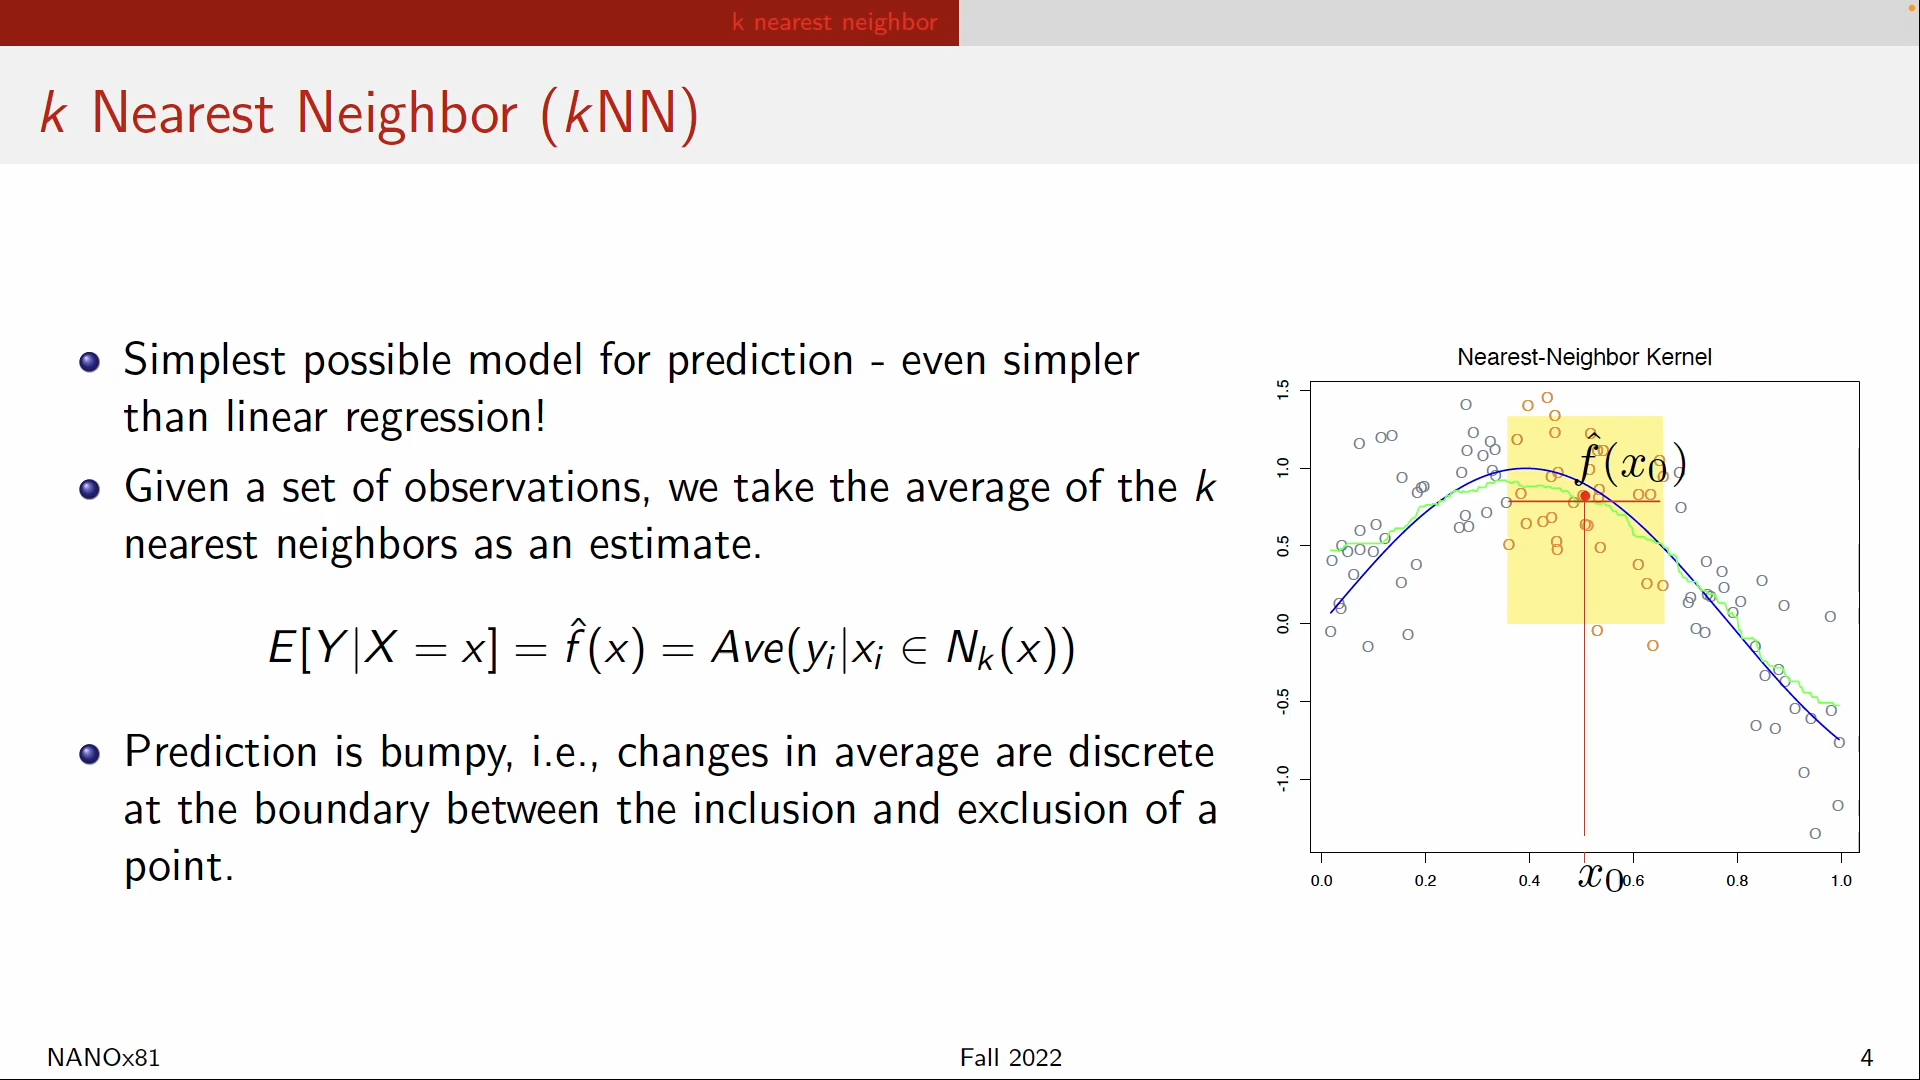 k nearest neighbor
k Nearest Neighbor (kNN)
Simplest possible model for prediction - even simpler
than linear regression!
Given a set of observations, we take the average of the k
nearest neighbors as an estimate.
E[Y|X = x] = f̂(x) = Ave(yᵢ|xᵢ ∈ Nₖ(x))
Prediction is bumpy, i.e., changes in average are discrete
at the boundary between the inclusion and exclusion of a
point.
Nearest-Neighbor Kernel
1.5
1.0
0.5
0.0
-0.5
-1.0
f̂(x₀)
0.0 0.2 0.4 x₀ 0.6 0.8 1.0
NANOx81 Fall 2022 4